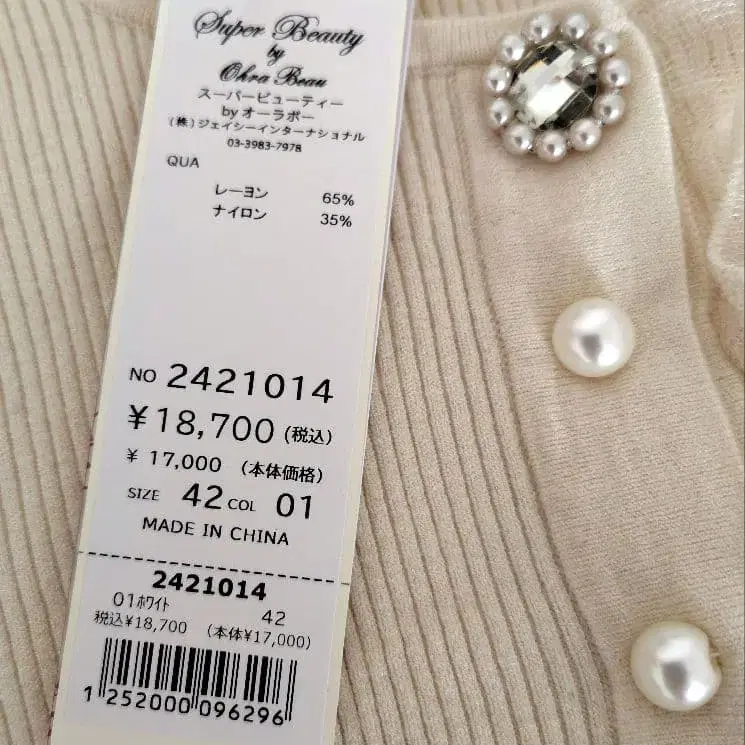 Super Beauty
by
Ohra Beau
スーパービューティー
byオーラボー
(株)ジェイシーインターナショナル
03-3983-7978
QUA
レーヨン 65%
ナイロン 35%
NO 2421014
¥18,700 (税込)
¥ 17,000 (本体価格)
SIZE 42 COL 01
MADE IN CHINA
2421014
01ホワイト 42
税込¥18,700 (本体¥17,000)
1 252000 096296